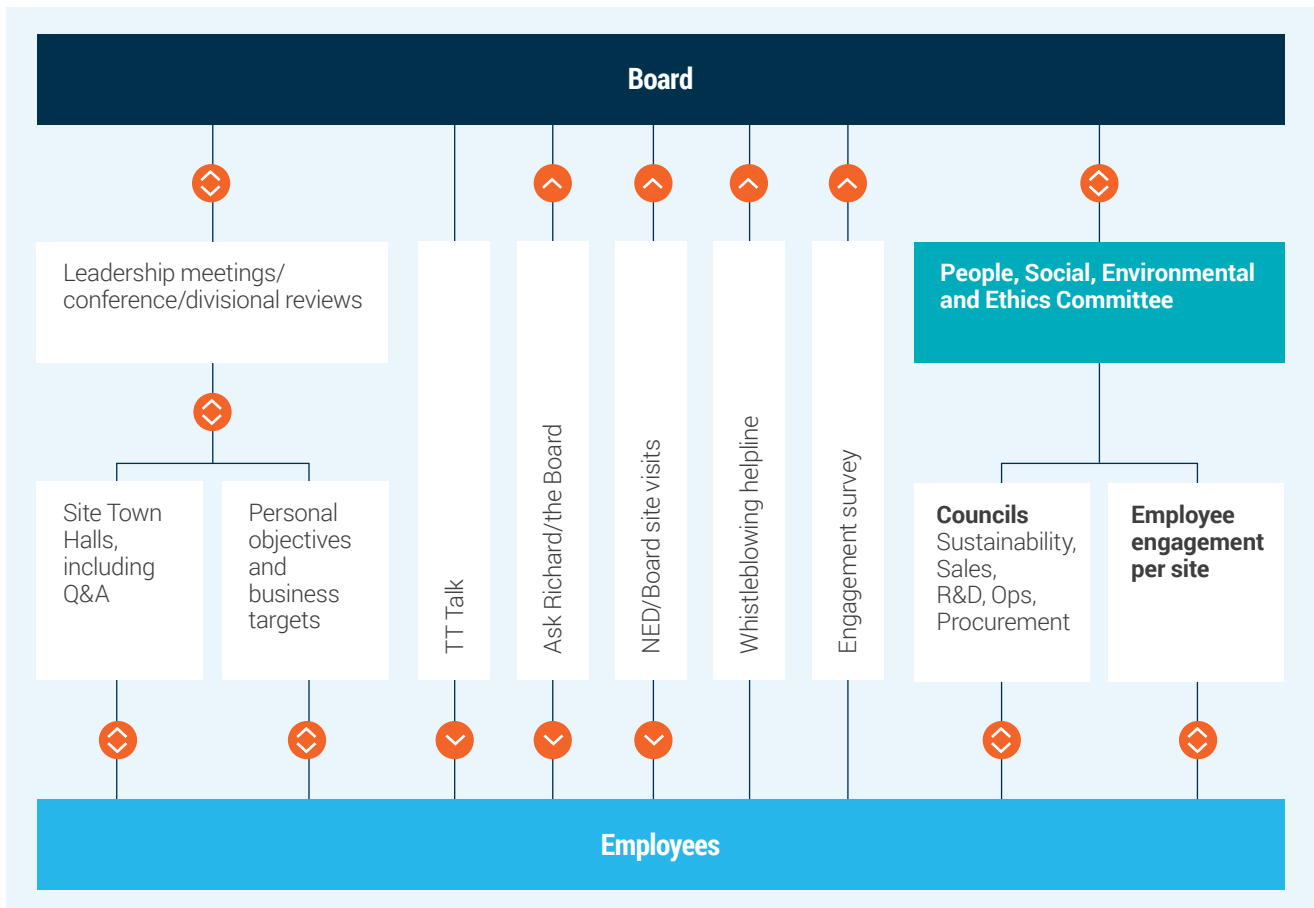 Board
Leadership meetings/
conference/divisional reviews
Site Town
Halls,
including
Q&A
Personal
objectives
and
business
targets
TT Talk
Ask Richard/the Board
NED/Board site visits
Whistleblowing helpline
Engagement survey
People, Social, Environmental
and Ethics Committee
Councils
Sustainability,
Sales,
R&D, Ops,
Procurement
Employee
engagement
per site
Employees